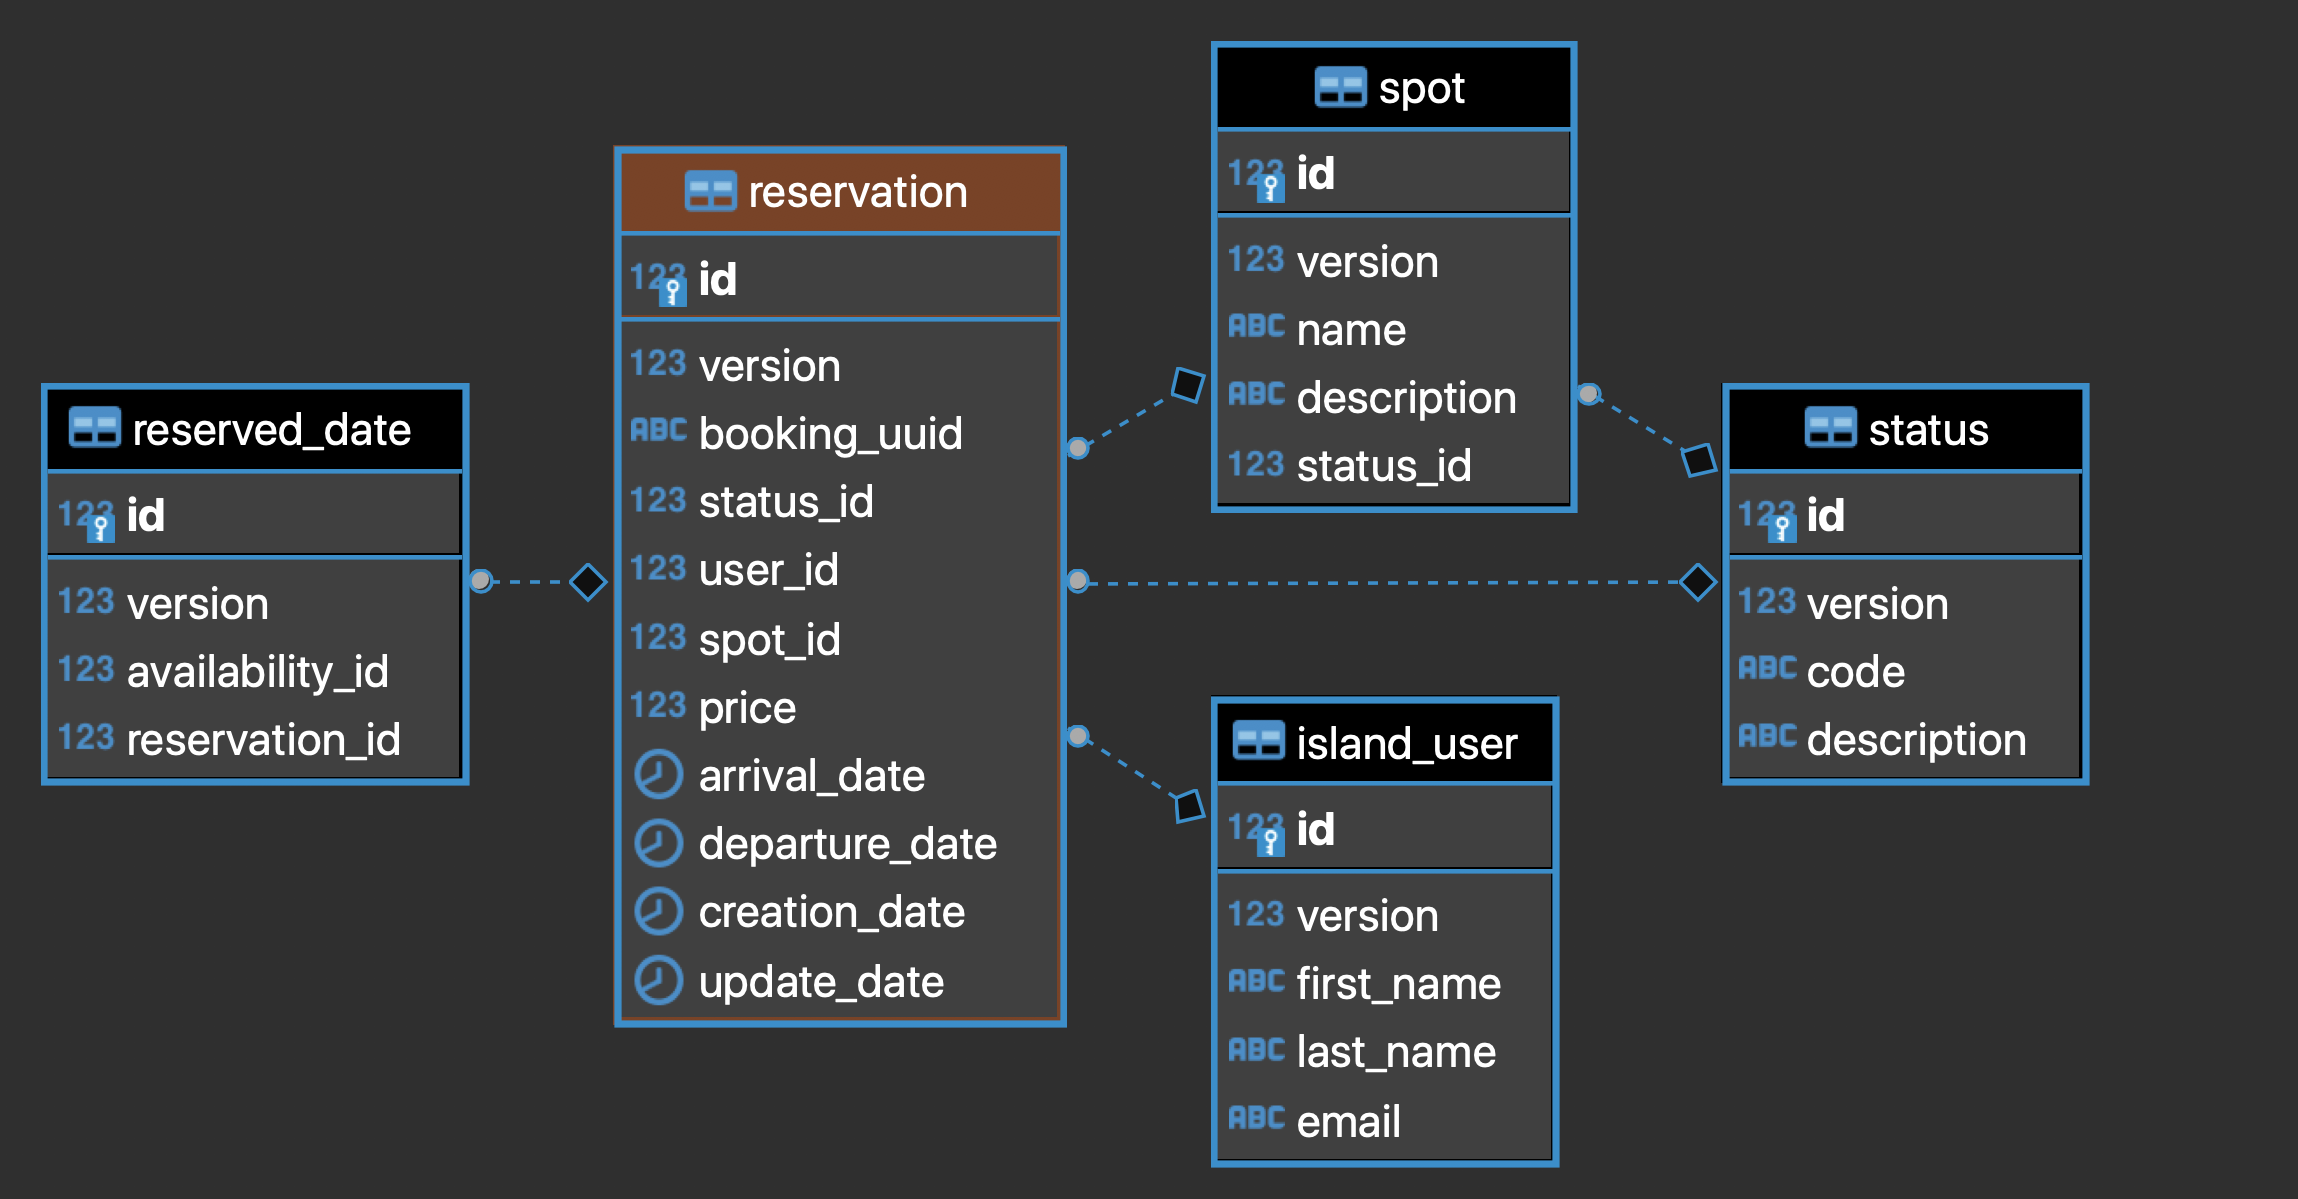 reserved_date
123 id
123 version
123 availability_id
123 reservation_id
reservation
123 id
123 version
ABC booking_uuid
123 status_id
123 user_id
123 spot_id
123 price
arrival_date
departure_date
creation_date
update_date
spot
123 id
123 version
ABC name
ABC description
123 status_id
island_user
123 id
123 version
ABC first_name
ABC last_name
ABC email
status
123 id
123 version
ABC code
ABC description